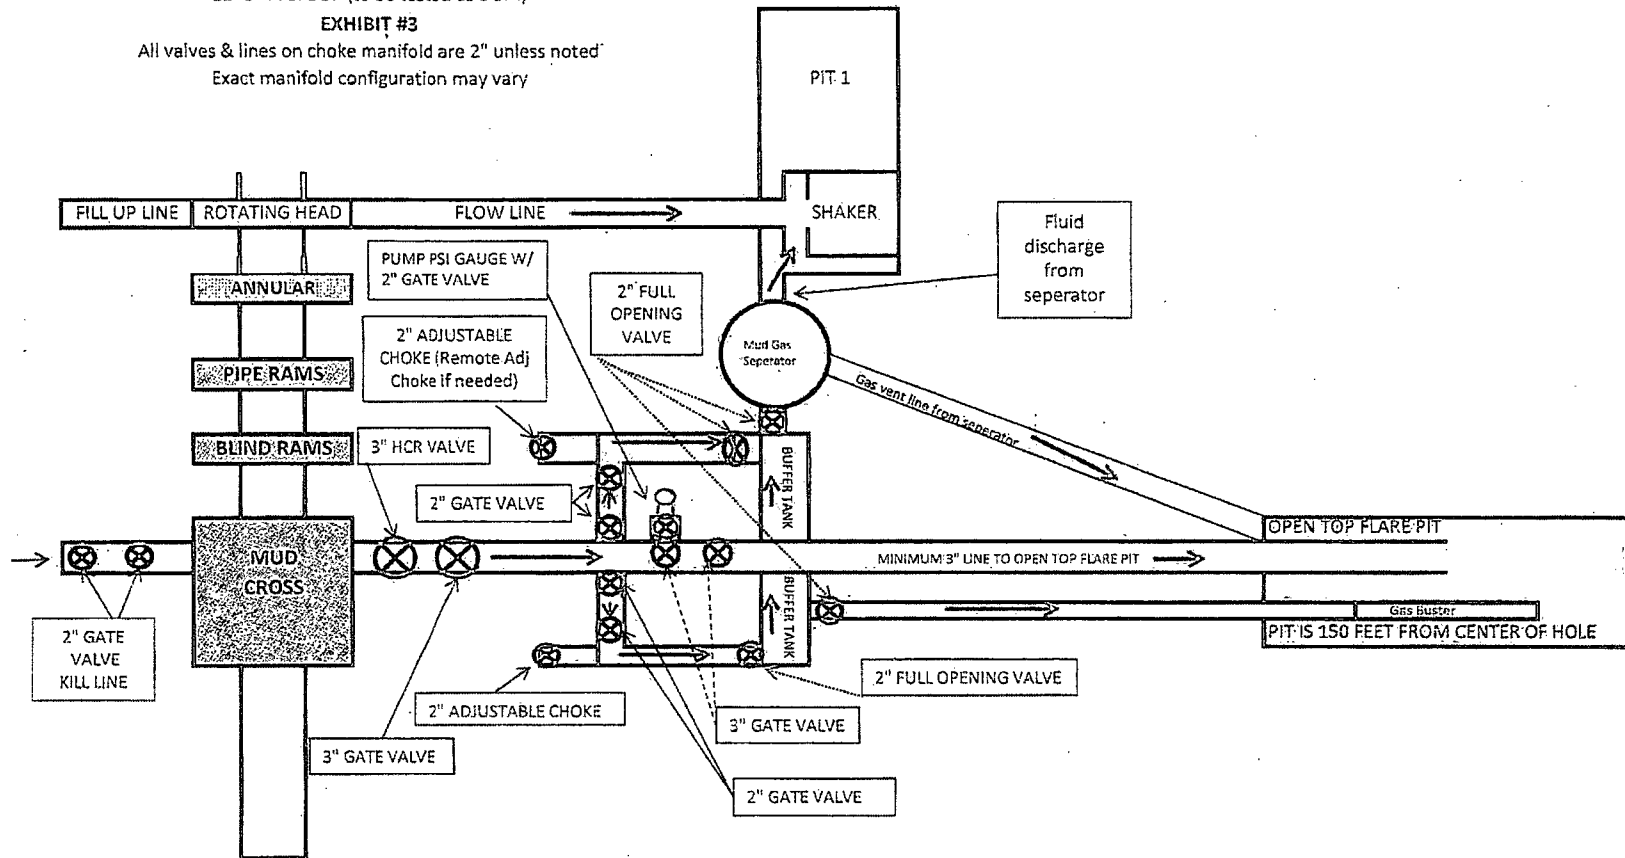 EXHIBIT #3
All valves & lines on choke manifold are 2" unless noted
Exact manifold configuration may vary
PIT 1
FILL UP LINE
ROTATING HEAD
FLOW LINE
SHAKER
Fluid
discharge
from
seperator
PUMP PSI GAUGE W/
2" GATE VALVE
ANNULAR
2" FULL
OPENING
VALVE
2" ADJUSTABLE
CHOKE (Remote Adj
Choke if needed)
Mud Gas
Seperator
PIPE RAMS
Gas vent line from seperator
BLIND RAMS
3" HCR VALVE
BUFFER TANK
2" GATE VALVE
OPEN TOP FLARE PIT
MUD
CROSS
MINIMUM 3" LINE TO OPEN TOP FLARE PIT
BUFFER TANK
Gas Buster
PIT IS 150 FEET FROM CENTER OF HOLE
2" GATE
VALVE
KILL LINE
2" FULL OPENING VALVE
2" ADJUSTABLE CHOKE
3" GATE VALVE
3" GATE VALVE
2" GATE VALVE